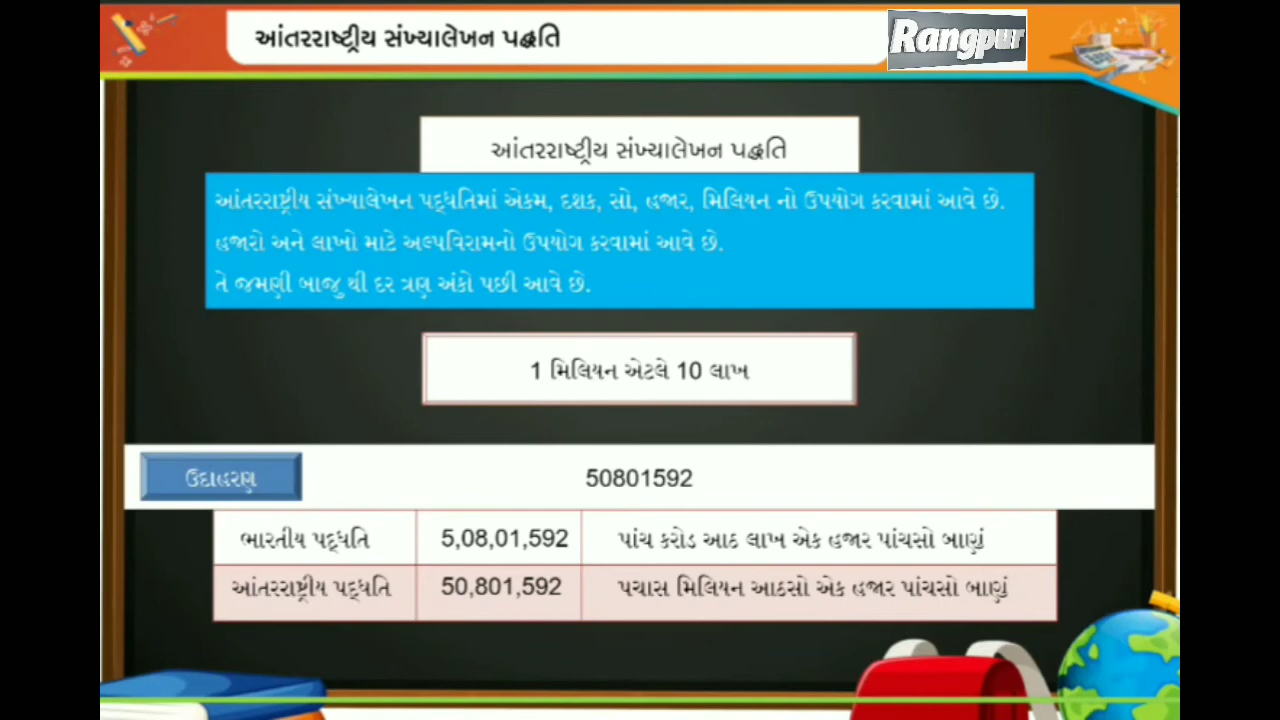 આંતરરાષ્ટ્રીય સંખ્યાલેખન પદ્ધતિ
Rangpur
આંતરરાષ્ટ્રીય સંખ્યાલેખન પદ્ધતિ
આંતરરાષ્ટ્રીય સંખ્યાલેખન પદ્ધતિમાં એકમ, દશક, સો, હજાર, મિલિયન નો ઉપયોગ કરવામાં આવે છે.
હજારો અને લાખો માટે અલ્પવિરામનો ઉપયોગ કરવામાં આવે છે.
તે જમણી બાજુ થી દર ત્રણ અંકો પછી આવે છે.
1 મિલિયન એટલે 10 લાખ
ઉદાહરણ 50801592
ભારતીય પદ્ધતિ 5,08,01,592 પાંચ કરોડ આઠ લાખ એક હજાર પાંચસો બાણું
આંતરરાષ્ટ્રીય પદ્ધતિ 50,801,592 પચાસ મિલિયન આઠસો એક હજાર પાંચસો બાણું